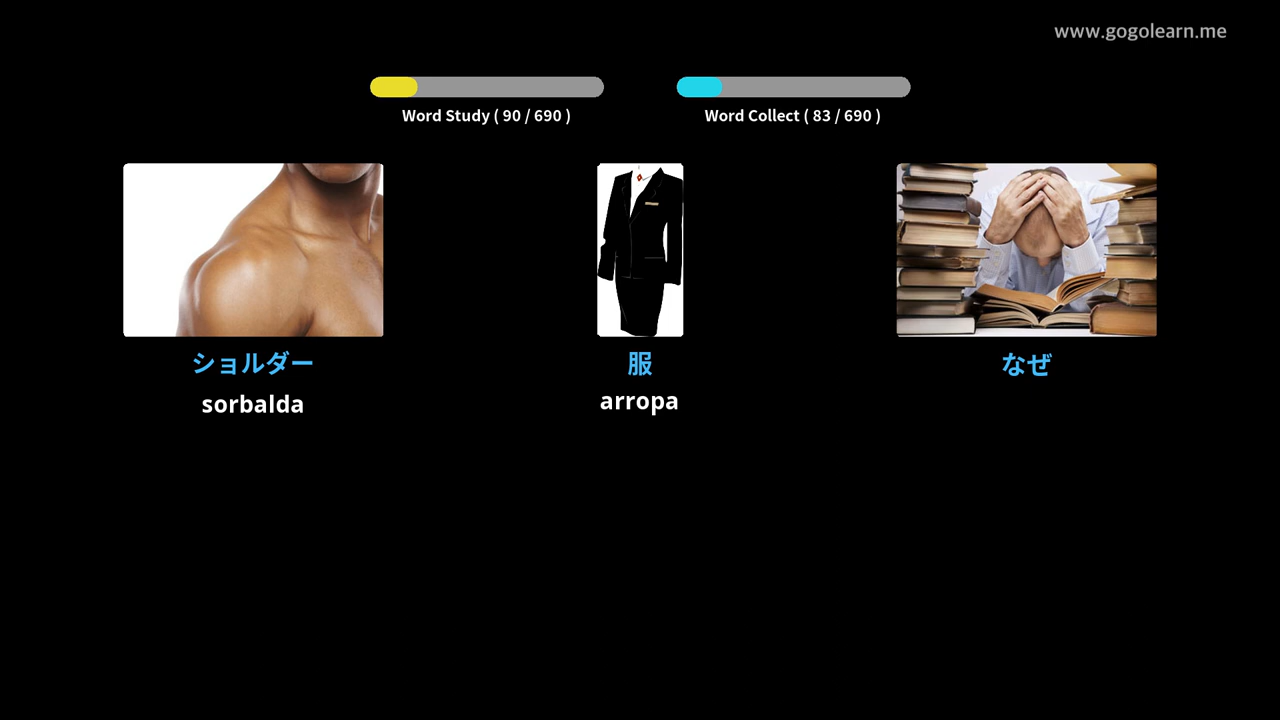 www.gogolearn.me
Word Study ( 90 / 690 )
Word Collect ( 83 / 690 )
ショルダー
服
なぜ
sorbalda
arropa